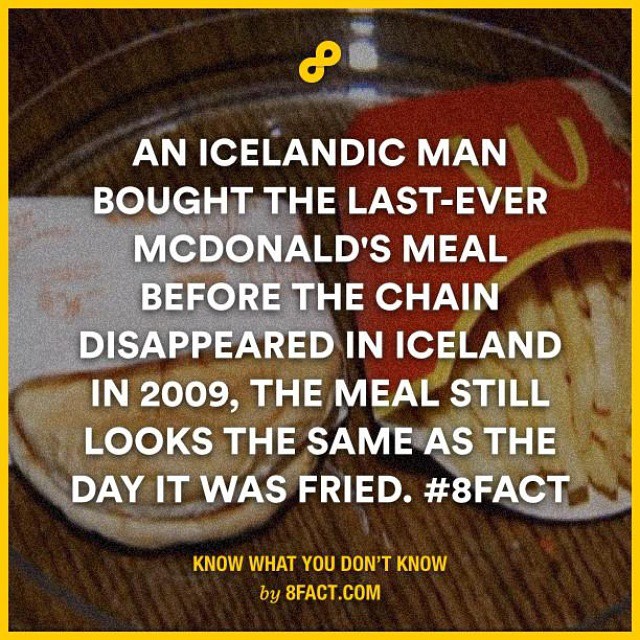 AN ICELANDIC MAN
BOUGHT THE LAST-EVER
MCDONALD'S MEAL
BEFORE THE CHAIN
DISAPPEARED IN ICELAND
IN 2009, THE MEAL STILL
LOOKS THE SAME AS THE
DAY IT WAS FRIED. #8FACT
KNOW WHAT YOU DON'T KNOW
by 8FACT.COM